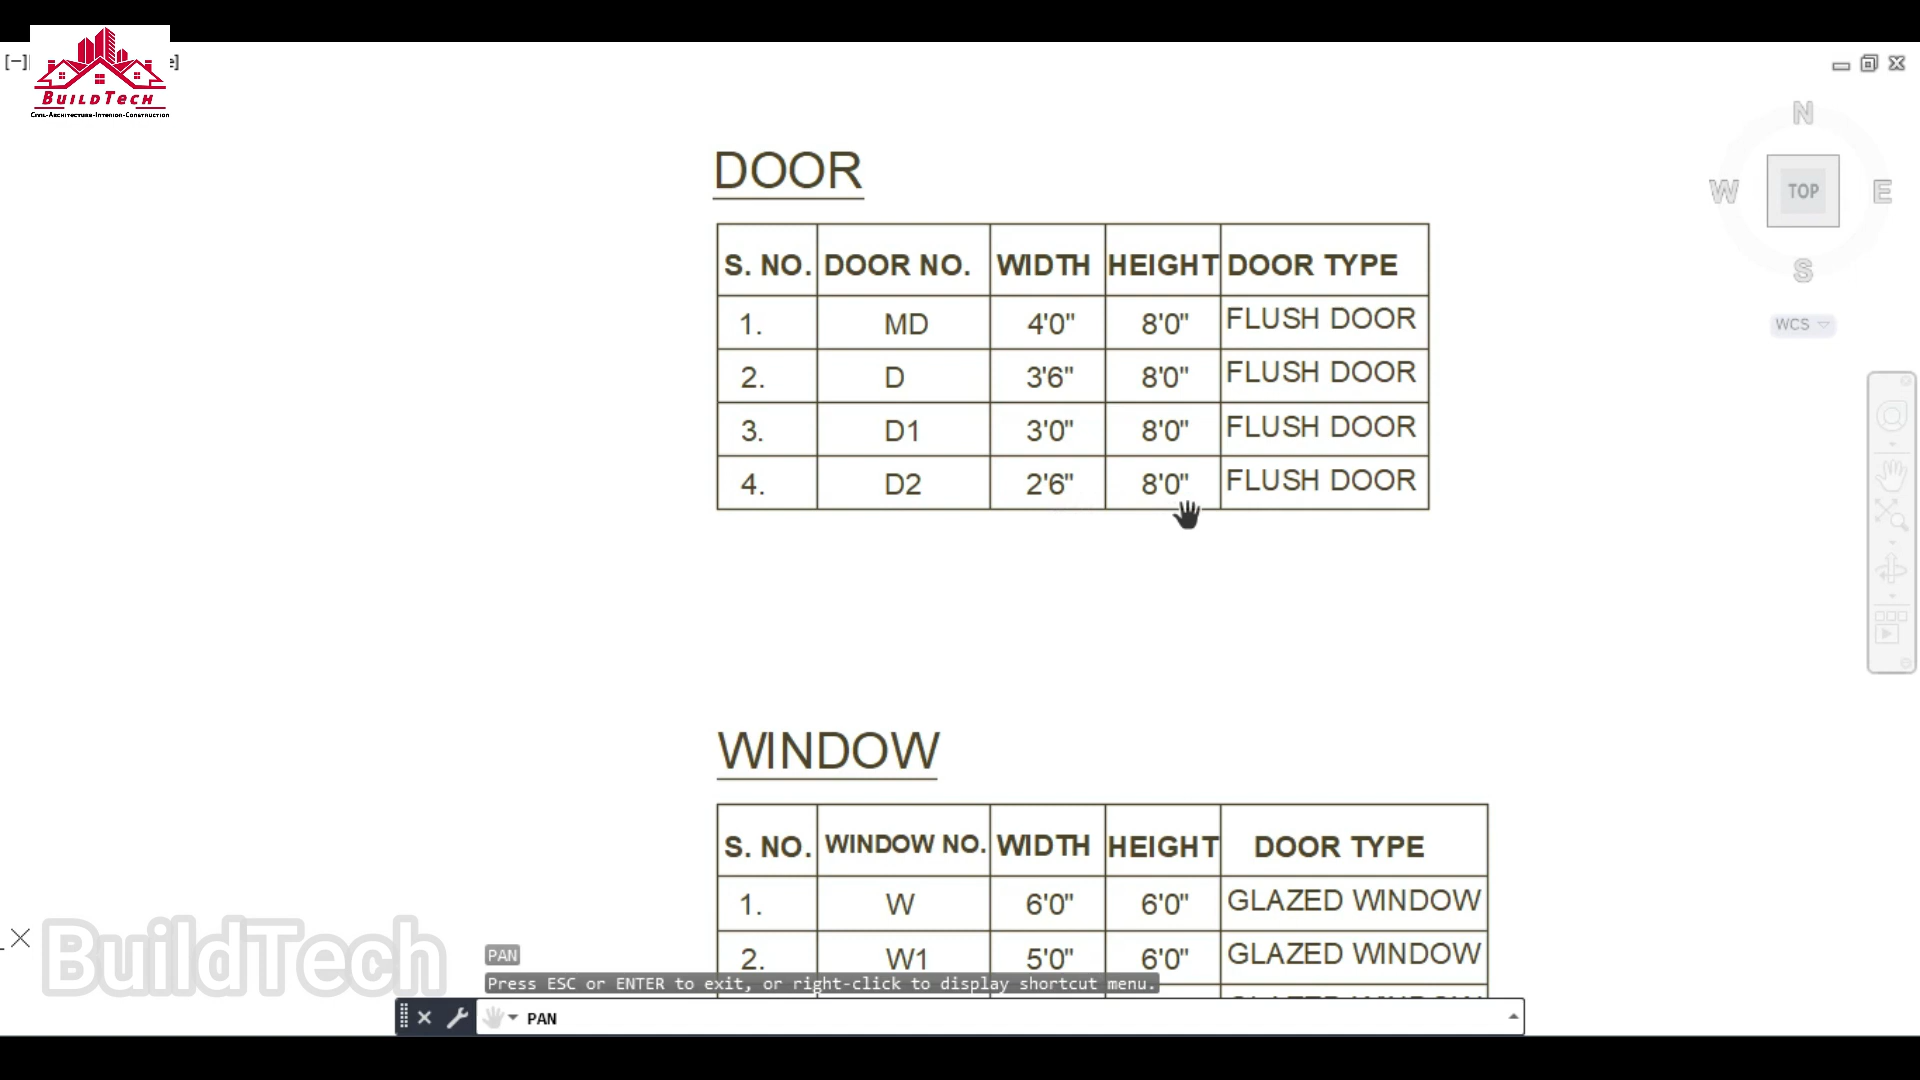 [−] e]
BUILDTECH
CIVIL-ARCHITECTURE-INTERIOR-CONSTRUCTION
N
W TOP E
S
WCS
DOOR
S. NO. DOOR NO. WIDTH HEIGHT DOOR TYPE
1. MD 4'0" 8'0" FLUSH DOOR
2. D 3'6" 8'0" FLUSH DOOR
3. D1 3'0" 8'0" FLUSH DOOR
4. D2 2'6" 8'0" FLUSH DOOR
WINDOW
S. NO. WINDOW NO. WIDTH HEIGHT DOOR TYPE
1. W 6'0" 6'0" GLAZED WINDOW
2. W1 5'0" 6'0" GLAZED WINDOW
BuildTech
PAN
Press ESC or ENTER to exit, or right-click to display shortcut menu.
PAN